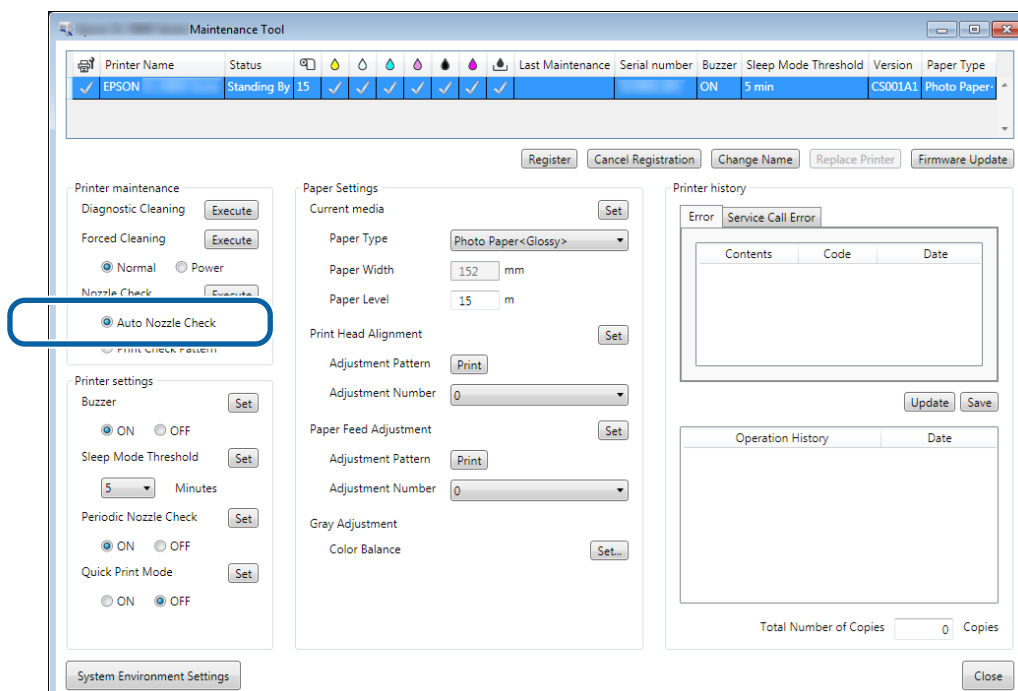 Maintenance Tool
Printer Name Status Last Maintenance Serial number Buzzer Sleep Mode Threshold Version Paper Type
EPSON Standing By 15 ON 5 min CS001A1 Photo Paper
Register Cancel Registration Change Name Replace Printer Firmware Update
Printer maintenance
Diagnostic Cleaning Execute
Forced Cleaning Execute
Normal Power
Nozzle Check Execute
Auto Nozzle Check
Print Check Pattern
Printer settings
Buzzer Set
ON OFF
Sleep Mode Threshold Set
5 Minutes
Periodic Nozzle Check Set
ON OFF
Quick Print Mode Set
ON OFF
Paper Settings
Current media Set
Paper Type Photo Paper<Glossy>
Paper Width 152 mm
Paper Level 15 m
Print Head Alignment Set
Adjustment Pattern Print
Adjustment Number 0
Paper Feed Adjustment Set
Adjustment Pattern Print
Adjustment Number 0
Gray Adjustment
Color Balance Set...
Printer history
Error Service Call Error
Contents Code Date
Update Save
Operation History Date
Total Number of Copies 0 Copies
System Environment Settings Close